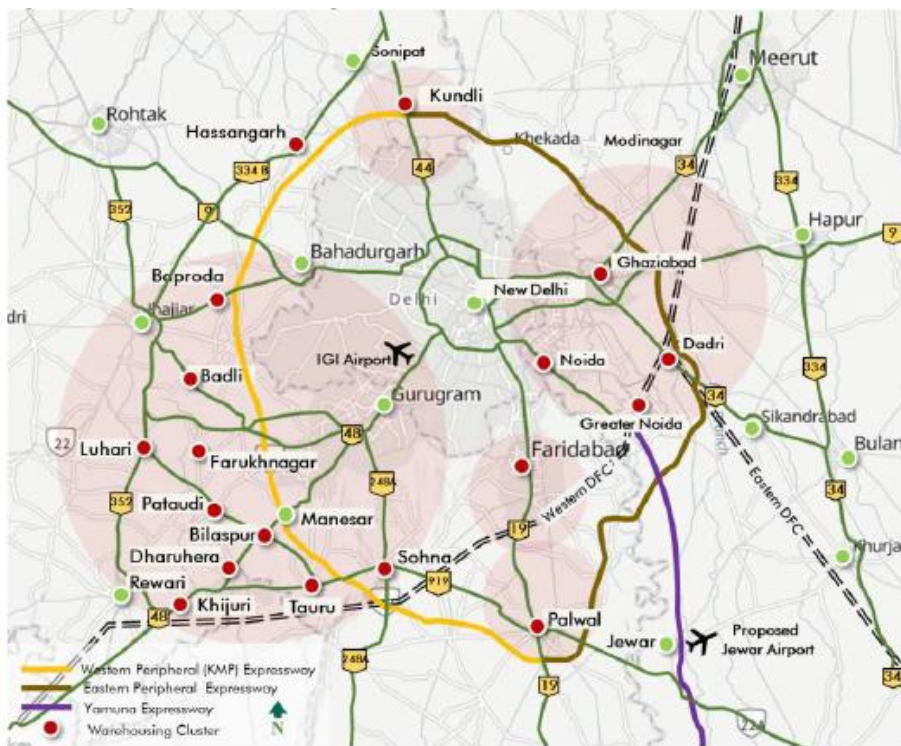 Sonipat
Meerut
Kundli
Rohtak
Hassangarh
Khekada
Modinagar
34
334 B
44
334
352
9
Hapur
9
Bahadurgarh
Ghaziabad
Baproda
New Delhi
Delhi
Jhajjar
IGI Airport
Noida
Dadri
334
Badli
Gurugram
34
Greater Noida
Sikandrabad
48
22
Luhari
Farukhnagar
Faridabad
Bulan
248A
34
352
Pataudi
Western DFC
Eastern DFC
Manesar
19
Bilaspur
Dharuhera
Sohna
Khurja
919
Rewari
Khijuri
Tauru
48
Palwal
Jewar
Proposed
Jewar Airport
248A
19
34
Western Peripheral (KMP) Expressway
Eastern Peripheral Expressway
Yamuna Expressway
N
Warehousing Cluster
22A